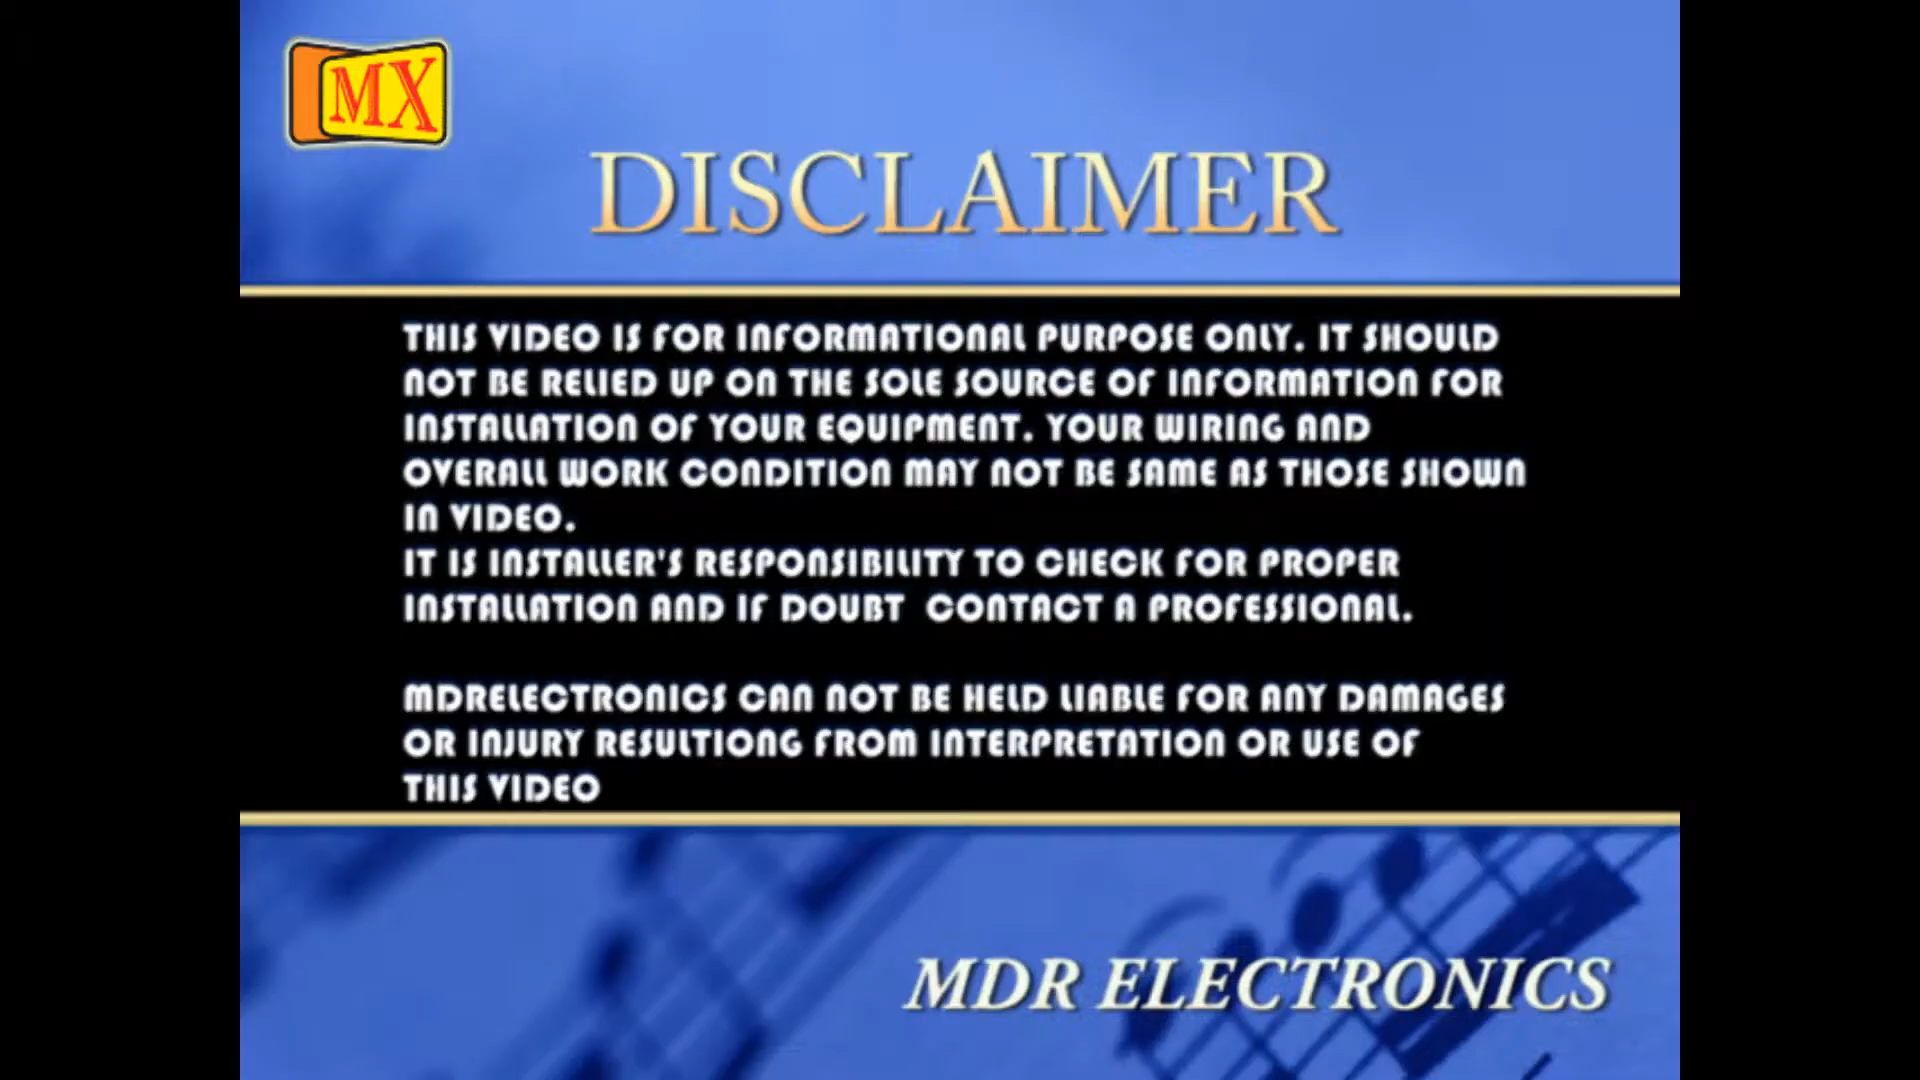 MX
DISCLAIMER
THIS VIDEO IS FOR INFORMATIONAL PURPOSE ONLY. IT SHOULD
NOT BE RELIED UP ON THE SOLE SOURCE OF INFORMATION FOR
INSTALLATION OF YOUR EQUIPMENT. YOUR WIRING AND
OVERALL WORK CONDITION MAY NOT BE SAME AS THOSE SHOWN
IN VIDEO.
IT IS INSTALLER'S RESPONSIBILITY TO CHECK FOR PROPER
INSTALLATION AND IF DOUBT CONTACT A PROFESSIONAL.
MDRELECTRONICS CAN NOT BE HELD LIABLE FOR ANY DAMAGES
OR INJURY RESULTIONG FROM INTERPRETATION OR USE OF
THIS VIDEO
MDR ELECTRONICS